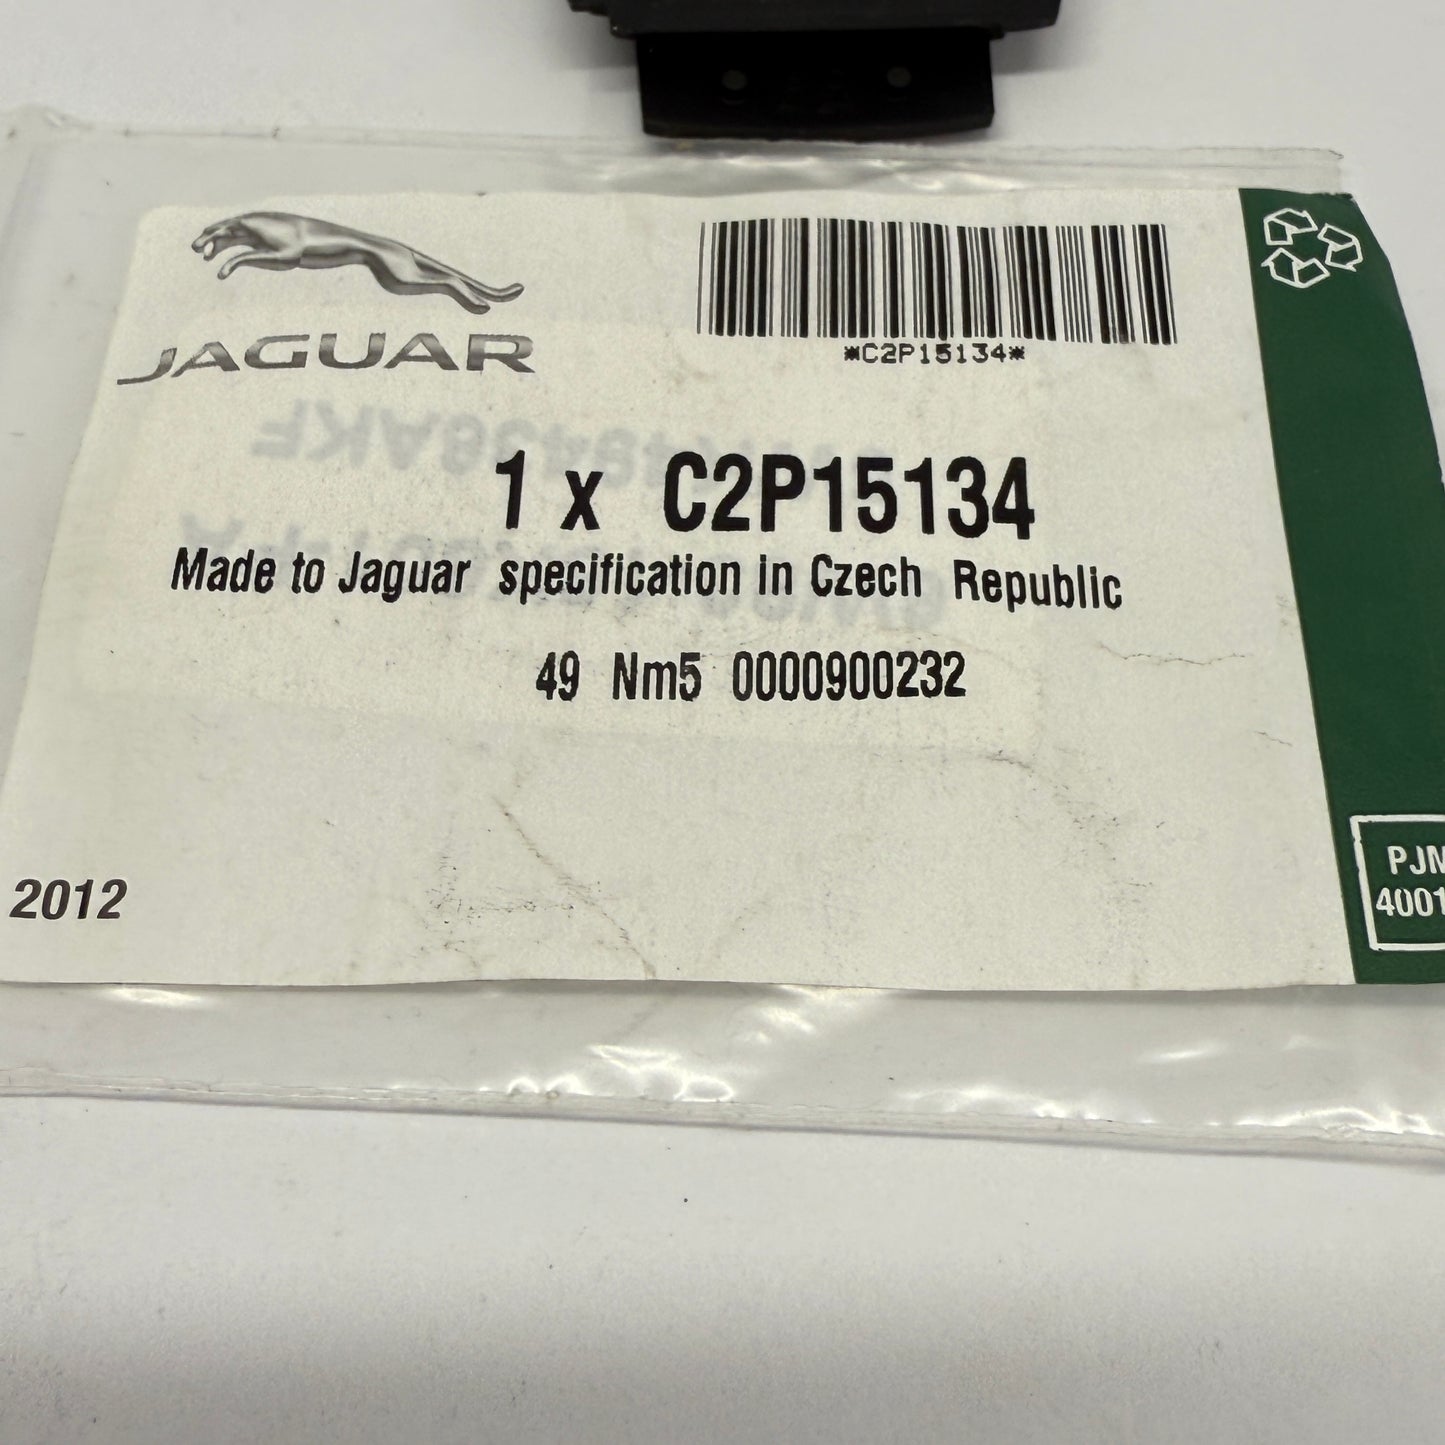 JAGUAR
*C2P15134*
1 x C2P15134
Made to Jaguar specification in Czech Republic
49 Nm5 0000900232
2012
PJM
4001